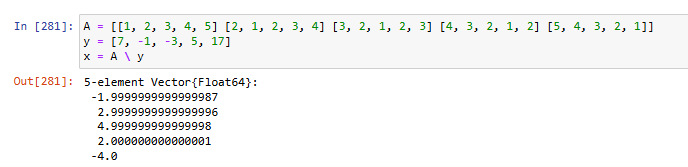 In [281]: A = [[1, 2, 3, 4, 5] [2, 1, 2, 3, 4] [3, 2, 1, 2, 3] [4, 3, 2, 1, 2] [5, 4, 3, 2, 1]]
y = [7, -1, -3, 5, 17]
x = A \ y
Out[281]: 5-element Vector{Float64}:
-1.9999999999999987
2.9999999999999996
4.999999999999998
2.000000000000001
-4.0